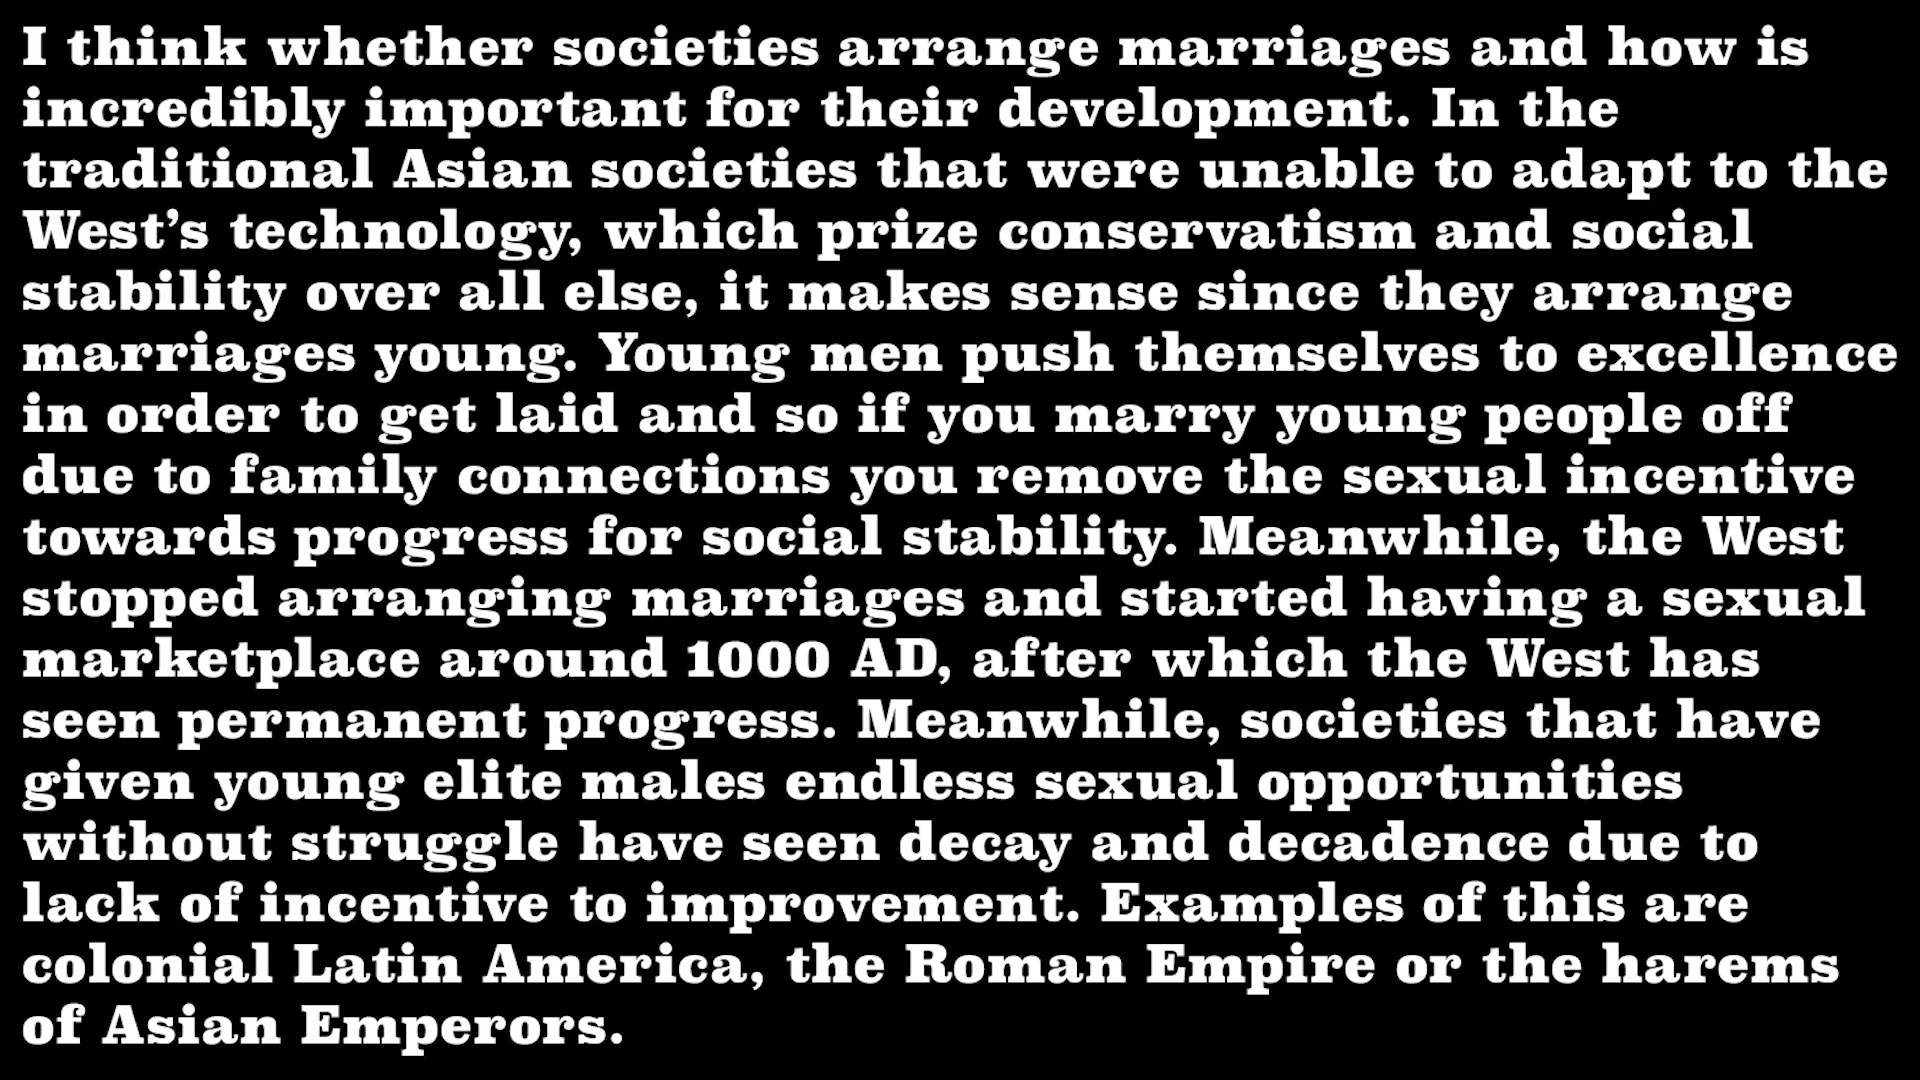 I think whether societies arrange marriages and how is
incredibly important for their development. In the
traditional Asian societies that were unable to adapt to the
West’s technology, which prize conservatism and social
stability over all else, it makes sense since they arrange
marriages young. Young men push themselves to excellence
in order to get laid and so if you marry young people off
due to family connections you remove the sexual incentive
towards progress for social stability. Meanwhile, the West
stopped arranging marriages and started having a sexual
marketplace around 1000 AD, after which the West has
seen permanent progress. Meanwhile, societies that have
given young elite males endless sexual opportunities
without struggle have seen decay and decadence due to
lack of incentive to improvement. Examples of this are
colonial Latin America, the Roman Empire or the harems
of Asian Emperors.